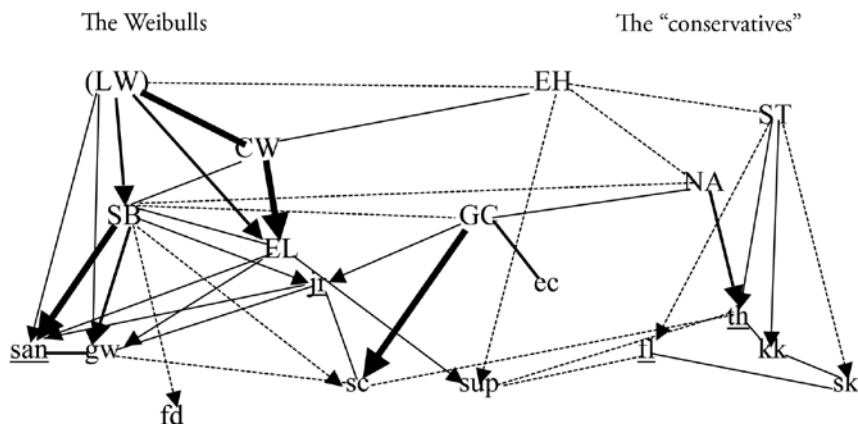 The Weibulls
The “conservatives”
(LW)
EH
ST
CW
NA
SB
GC
EL
jr
ec
th
san
gw
fl
kk
sc
sup
sk
fd